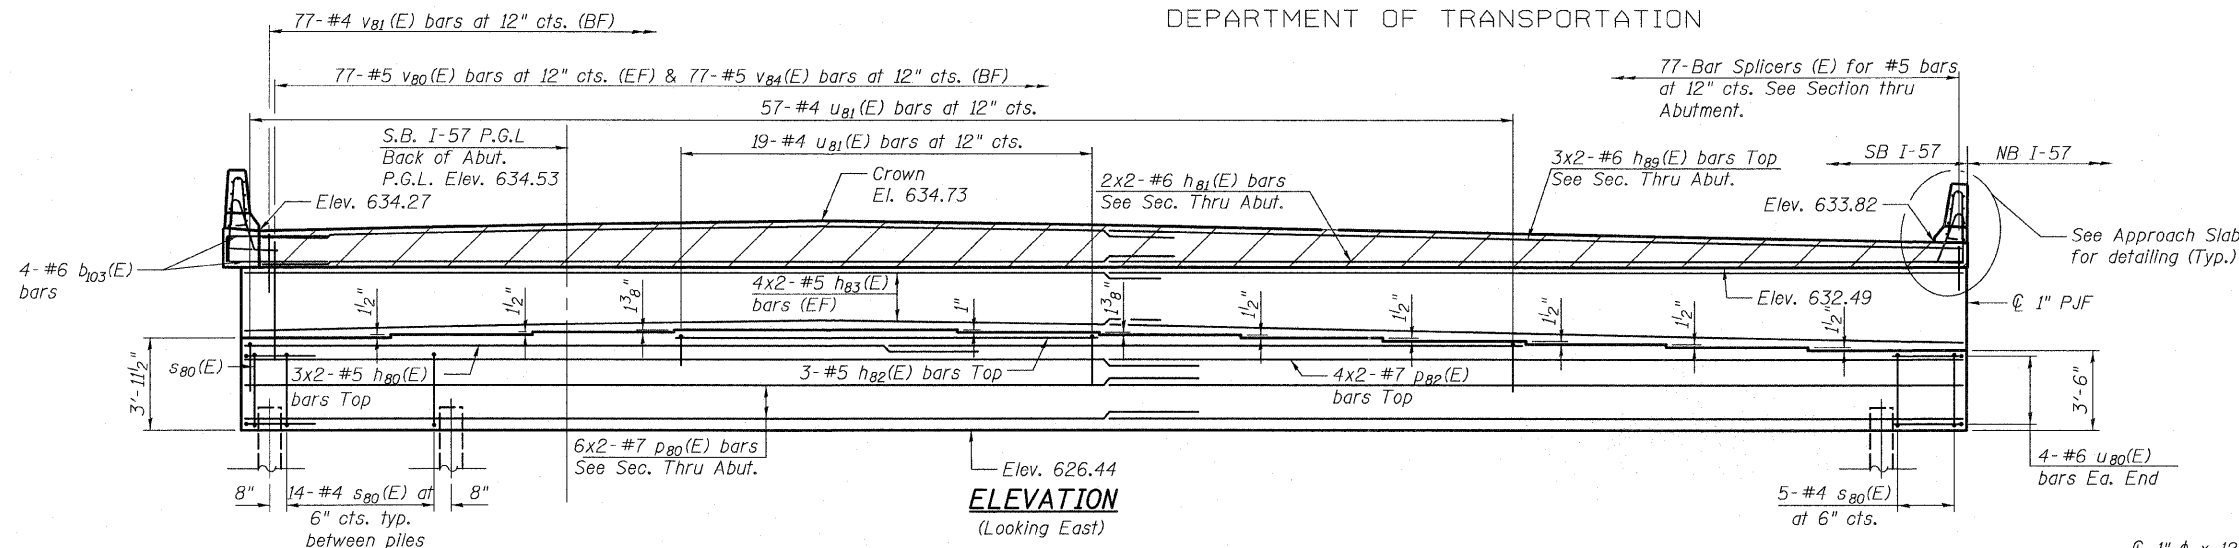 DEPARTMENT OF TRANSPORTATION
77-#4 v81(E) bars at 12" cts. (BF)
77-#5 v80(E) bars at 12" cts. (EF) & 77-#5 v84(E) bars at 12" cts. (BF)
77-Bar Splicers (E) for #5 bars
at 12" cts. See Section thru
Abutment.
57-#4 u81(E) bars at 12" cts.
S.B. I-57 P.G.L
Back of Abut.
P.G.L. Elev. 634.53
19-#4 u81(E) bars at 12" cts.
SB I-57
NB I-57
3x2-#6 h89(E) bars Top
See Sec. Thru Abut.
Crown
El. 634.73
2x2-#6 h81(E) bars
See Sec. Thru Abut.
Elev. 634.27
Elev. 633.82
See Approach Slab
for detailing (Typ.)
4-#6 b103(E)
bars
4x2-#5 h83(E)
bars (EF)
Elev. 632.49
℄ 1" PJF
1½"
1½"
1⅜"
1"
1⅜"
1½"
1½"
1½"
1½"
1½"
s80(E)
3'-11½"
3x2-#5 h80(E)
bars Top
3-#5 h82(E) bars Top
4x2-#7 p82(E)
bars Top
3'-6"
6x2-#7 p80(E) bars
See Sec. Thru Abut.
Elev. 626.44
4-#6 u80(E)
bars Ea. End
8"
14-#4 s80(E) at
6" cts. typ.
between piles
8"
5-#4 s80(E)
at 6" cts.
ELEVATION
(Looking East)